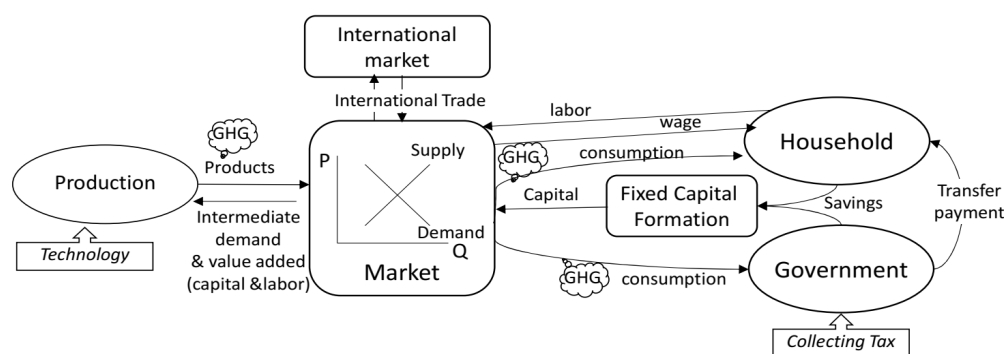 International
market
International Trade
GHG
Products
Production
Technology
Intermediate
demand
& value added
(capital &labor)
P
Supply
Demand
Q
Market
labor
wage
GHG
consumption
Household
Capital
Fixed Capital
Formation
Savings
Transfer
payment
GHG
consumption
Government
Collecting Tax